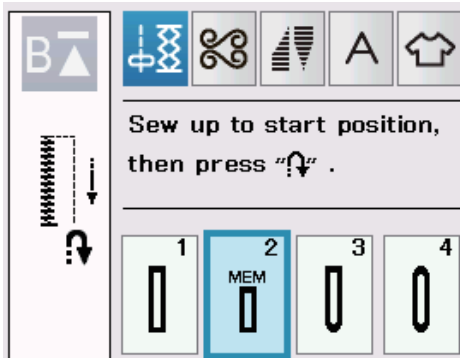 B
A
Sew up to start position,
then press "" .
1
2
3
4
MEM